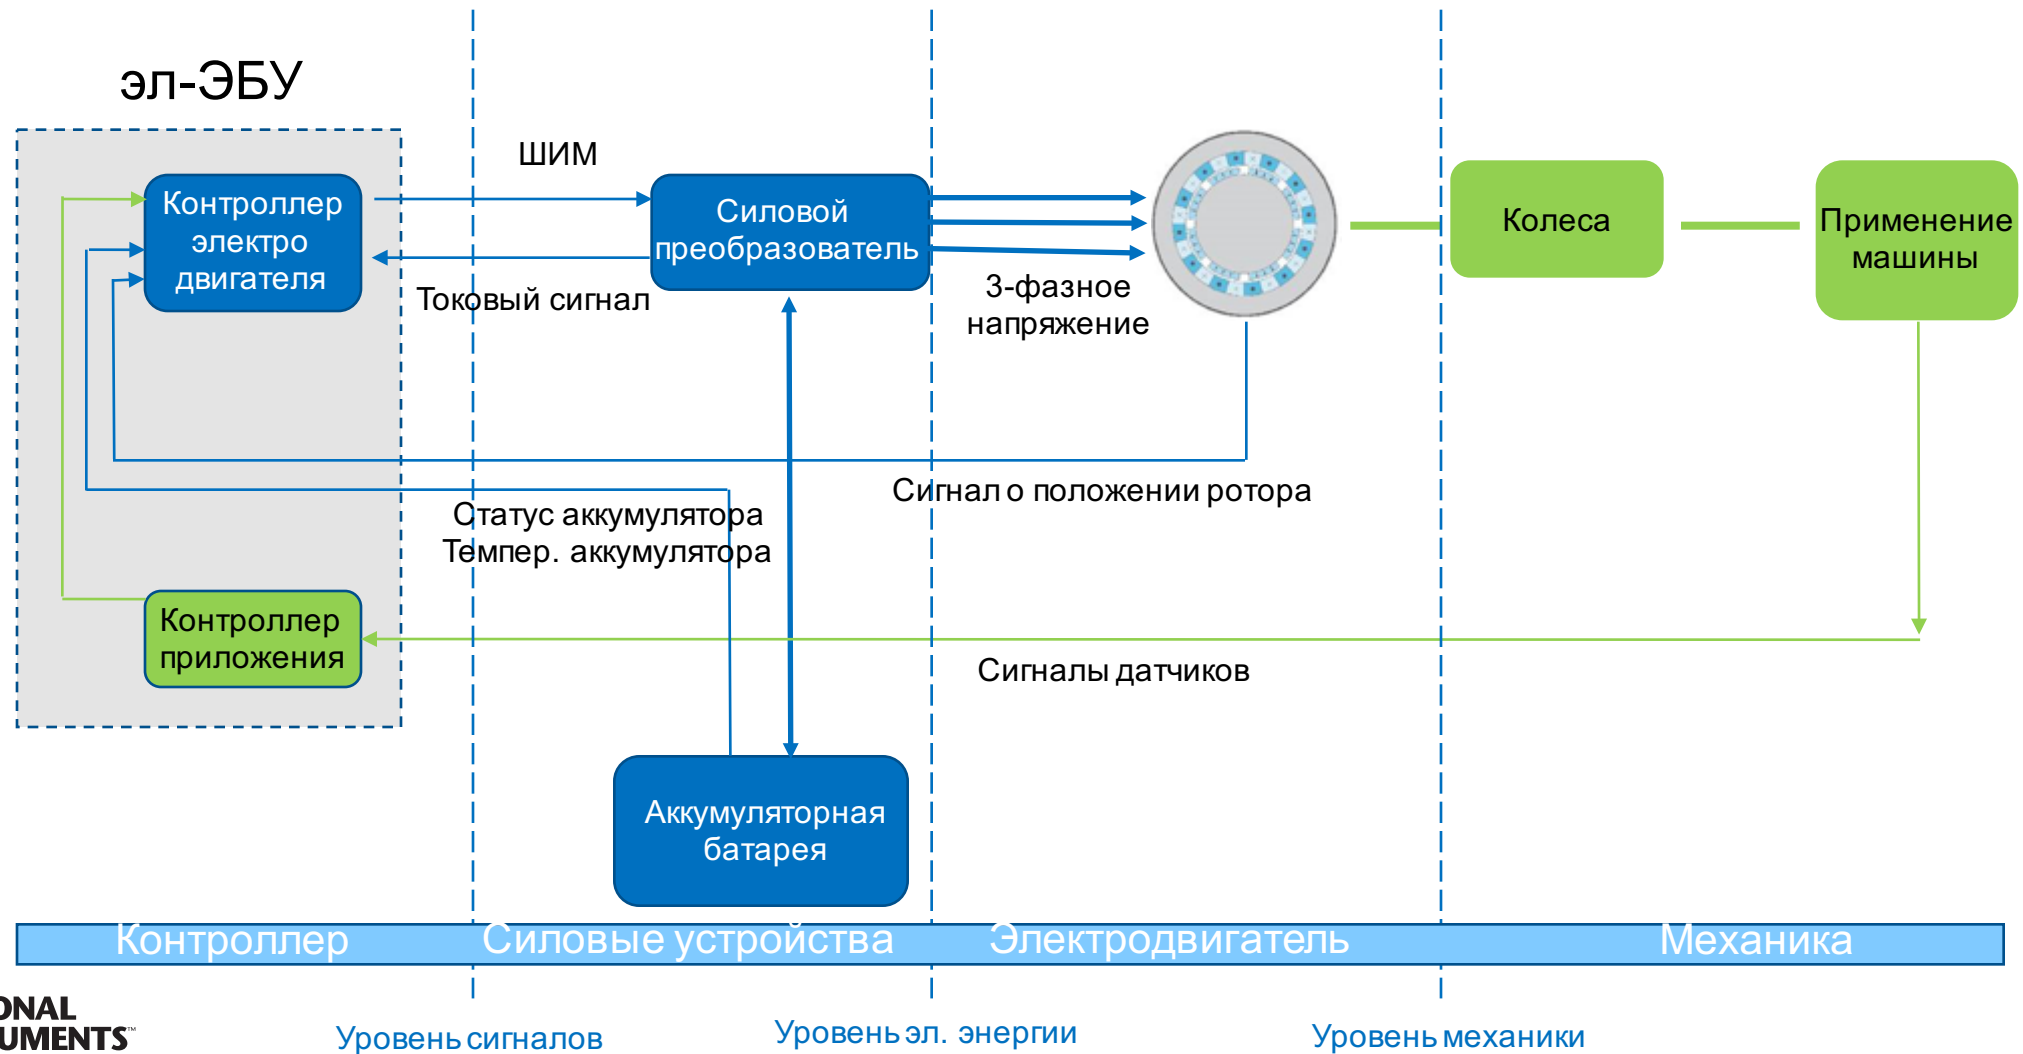 эл-ЭБУ
ШИМ
Контроллер
электро
двигателя
Силовой
преобразователь
Колеса
Применение
машины
Токовый сигнал
3-фазное
напряжение
Сигнал о положении ротора
Статус аккумулятора
Темпер. аккумулятора
Контроллер
приложения
Сигналы датчиков
Аккумуляторная
батарея
Контроллер
Силовые устройства
Электродвигатель
Механика
ONAL
UMENTS™
Уровень сигналов
Уровень эл. энергии
Уровень механики